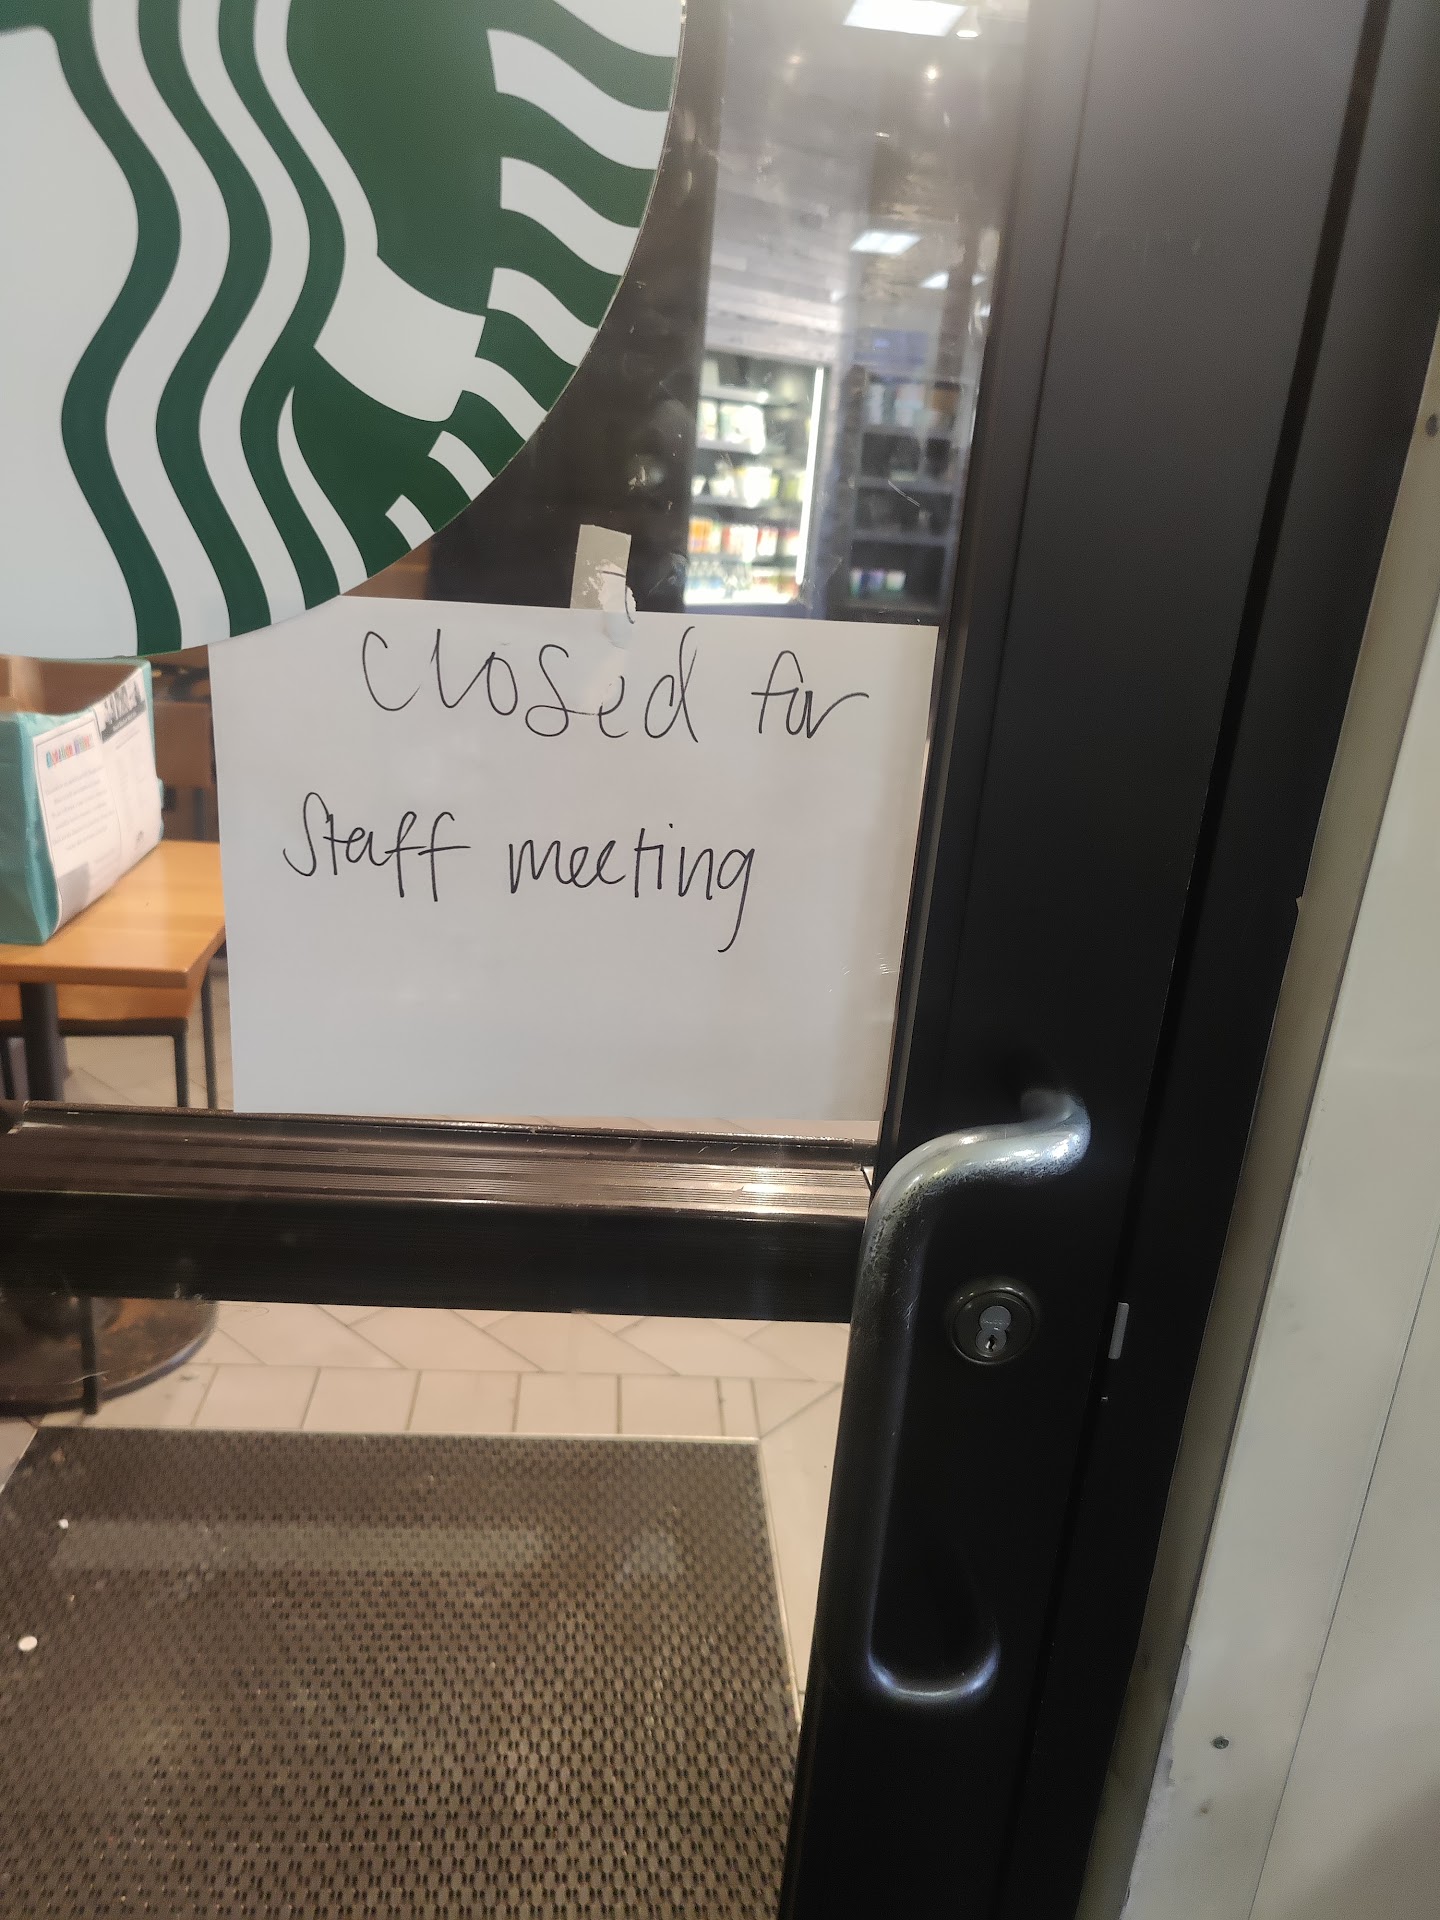 Closed for
Staff meeting